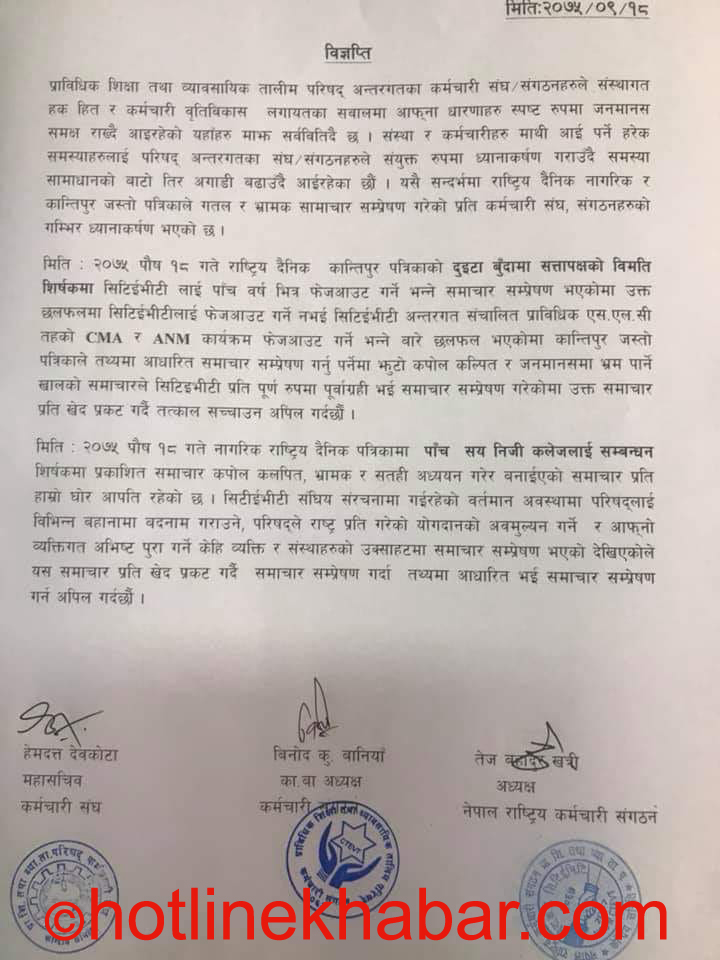 मिति:२०७५/०९/१८
विज्ञप्ति
प्राविधिक शिक्षा तथा व्यावसायिक तालीम परिषद् अन्तरगतका कर्मचारी संघ/संगठनहरुले संस्थागत
हक हित र कर्मचारी वृतिबिकास लगायतका सवालमा आफ्ना धारणाहरु स्पष्ट रुपमा जनमानस
समक्ष राख्दै आइरहेको यहाँहरु माझ सर्वविितदै छ । संस्था र कर्मचारीहरु माथी आई पर्ने हरेक
समस्याहरुलाई परिषद् अन्तरगतका संघ/संगठनहरुले संयुक्त रुपमा ध्यानाकर्षण गराउँदै समस्या
सामाधानको बाटो तिर अगाडी बढाउँदै आईरहेका छौं । यसै सन्दर्भमा राष्ट्रिय दैनिक नागरिक र
कान्तिपुर जस्तो पत्रिकाले गतल र भ्रामक सामाचार सम्प्रेषण गरेको प्रति कर्मचारी संघ, संगठनहरुको
गम्भिर ध्यानाकर्षण भएको छ ।
मिति : २०७५ पौष १८ गते राष्ट्रिय दैनिक कान्तिपुर पत्रिकाको दुइटा बुँदामा सत्तापक्षको विमति
शिर्षकमा सिटिईभीटी लाई पाँच वर्ष भित्र फेजआउट गर्ने भन्ने समाचार सम्प्रेषण भएकोमा उक्त
छलफलमा सिटिईभीटीलाई फेजआउट गर्ने नभई सिटिईभीटी अन्तरगत संचालित प्राविधिक एस.एल.सी
तहको CMA र ANM कार्यक्रम फेजआउट गर्ने भन्ने बारे छलफल भएकोमा कान्तिपुर जस्तो
पत्रिकाले तथ्यमा आधारित समाचार सम्प्रेषण गर्नु पर्नेमा झुटो कपोल कल्पित र जनमानसमा भ्रम पार्ने
खालको समाचारले सिटिइभीटी प्रति पूर्ण रुपमा पूर्वाग्रही भई समाचार सम्प्रेषण गरेकोमा उक्त समाचार
प्रति खेद प्रकट गर्दै तत्काल सच्चाउन अपिल गर्दछौं ।
मिति : २०७५ पौष १८ गते नागरिक राष्ट्रिय दैनिक पत्रिकामा पाँच सय निजी कलेजलाई सम्बन्धन
शिर्षकमा प्रकाशित समाचार कपोल कलपित, भ्रामक र सतही अध्ययन गरेर बनाईएको समाचार प्रति
हाम्रो घोर आपति रहेको छ । सिटीईभीटी संघिय संरचनामा गईरहेको वर्तमान अवस्थामा परिषद्लाई
विभिन्न बहानामा वदनाम गराउने, परिषद्ले राष्ट्र प्रति गरेको योगदानको अवमुल्यन गर्ने र आफ्नो
व्यक्तिगत अभिष्ट पुरा गर्ने केहि व्यक्ति र संस्थाहरुको उक्साहटमा समाचार सम्प्रेषण भएको देखिएकोले
यस समाचार प्रति खेद प्रकट गर्दै समाचार सम्प्रेषण गर्दा तथ्यमा आधारित भई समाचार सम्प्रेषण
गर्न अपिल गर्दछौं ।
हेमदत्त देवकोटा
महासचिव
कर्मचारी संघ
बिनोद कु. बानियाँ
का.वा अध्यक्ष
कर्मचारी
तेज बहादुर खत्री
अध्यक्ष
नेपाल राष्ट्रिय कर्मचारी संगठनं
CTEVT
©hotlinekhabar.com